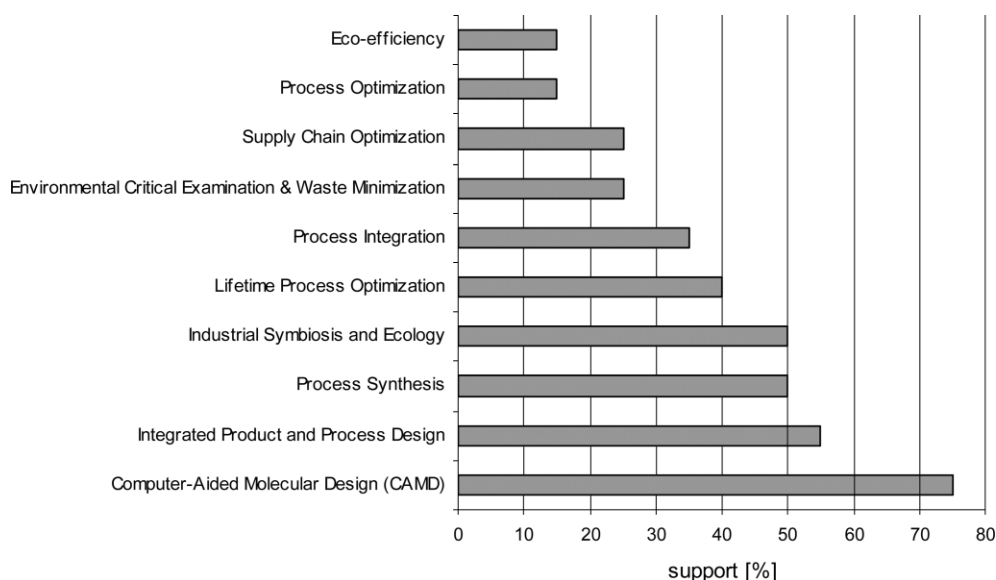 Eco-efficiency
Process Optimization
Supply Chain Optimization
Environmental Critical Examination & Waste Minimization
Process Integration
Lifetime Process Optimization
Industrial Symbiosis and Ecology
Process Synthesis
Integrated Product and Process Design
Computer-Aided Molecular Design (CAMD)
0 10 20 30 40 50 60 70 80
support [%]